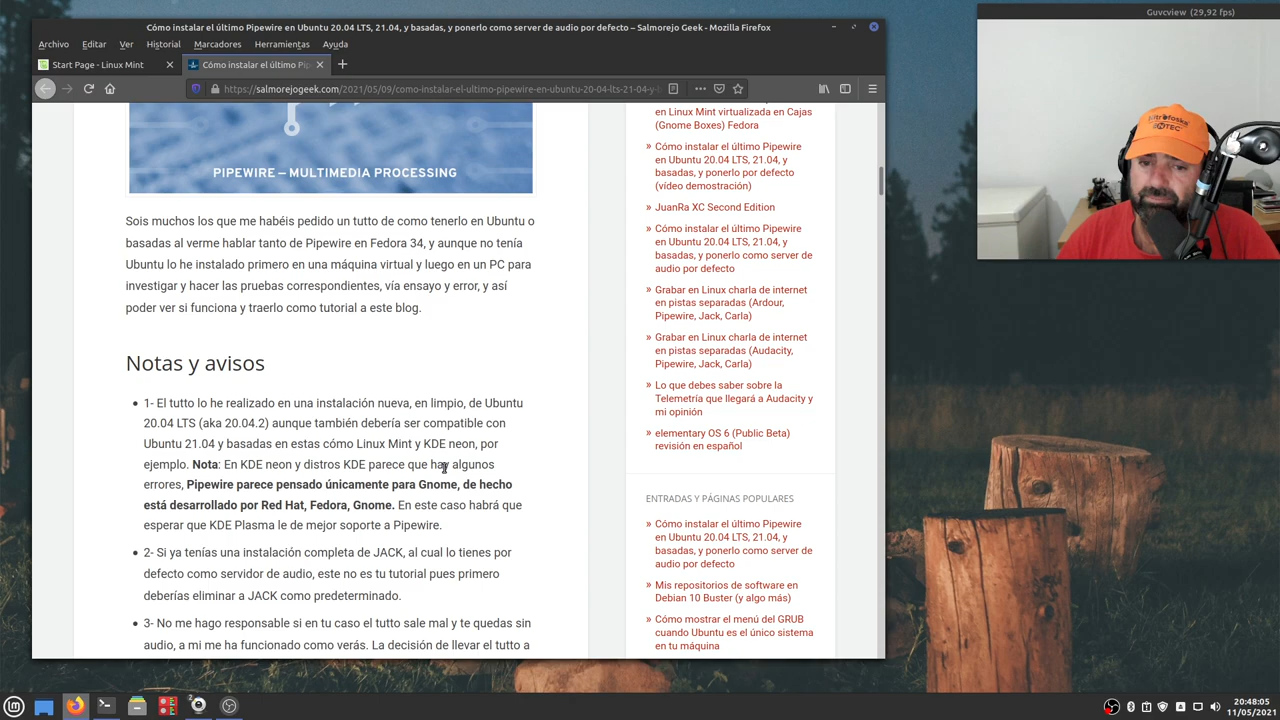 Cómo instalar el último Pipewire en Ubuntu 20.04 LTS, 21.04, y basadas, y ponerlo como server de audio por defecto – Salmorejo Geek - Mozilla Firefox
Guvcview (29,92 fps)
Archivo Editar Ver Historial Marcadores Herramientas Ayuda
Start Page - Linux Mint
Cómo instalar el último Pip
https://salmorejogeek.com/2021/05/09/como-instalar-el-ultimo-pipewire-en-ubuntu-20-04-lts-21-04-y-b
PIPEWIRE – MULTIMEDIA PROCESSING
Sois muchos los que me habéis pedido un tutto de como tenerlo en Ubuntu o
basadas al verme hablar tanto de Pipewire en Fedora 34, y aunque no tenía
Ubuntu lo he instalado primero en una máquina virtual y luego en un PC para
investigar y hacer las pruebas correspondientes, vía ensayo y error, y así
poder ver si funciona y traerlo como tutorial a este blog.
Notas y avisos
1- El tutto lo he realizado en una instalación nueva, en limpio, de Ubuntu
20.04 LTS (aka 20.04.2) aunque también debería ser compatible con
Ubuntu 21.04 y basadas en estas cómo Linux Mint y KDE neon, por
ejemplo. Nota: En KDE neon y distros KDE parece que hay algunos
errores, Pipewire parece pensado únicamente para Gnome, de hecho
está desarrollado por Red Hat, Fedora, Gnome. En este caso habrá que
esperar que KDE Plasma le de mejor soporte a Pipewire.
2- Si ya tenías una instalación completa de JACK, al cual lo tienes por
defecto como servidor de audio, este no es tu tutorial pues primero
deberías eliminar a JACK como predeterminado.
3- No me hago responsable si en tu caso el tutto sale mal y te quedas sin
audio, a mi me ha funcionado como verás. La decisión de llevar el tutto a
en Linux Mint virtualizada en Cajas
(Gnome Boxes) Fedora
» Cómo instalar el último Pipewire
en Ubuntu 20.04 LTS, 21.04, y
basadas, y ponerlo por defecto
(vídeo demostración)
» JuanRa XC Second Edition
» Cómo instalar el último Pipewire
en Ubuntu 20.04 LTS, 21.04, y
basadas, y ponerlo como server de
audio por defecto
» Grabar en Linux charla de internet
en pistas separadas (Ardour,
Pipewire, Jack, Carla)
» Grabar en Linux charla de internet
en pistas separadas (Audacity,
Pipewire, Jack, Carla)
» Lo que debes saber sobre la
Telemetría que llegará a Audacity y
mi opinión
» elementary OS 6 (Public Beta)
revisión en español
ENTRADAS Y PÁGINAS POPULARES
» Cómo instalar el último Pipewire
en Ubuntu 20.04 LTS, 21.04, y
basadas, y ponerlo como server de
audio por defecto
» Mis repositorios de software en
Debian 10 Buster (y algo más)
» Cómo mostrar el menú del GRUB
cuando Ubuntu es el único sistema
en tu máquina
20:48:05
11/05/2021